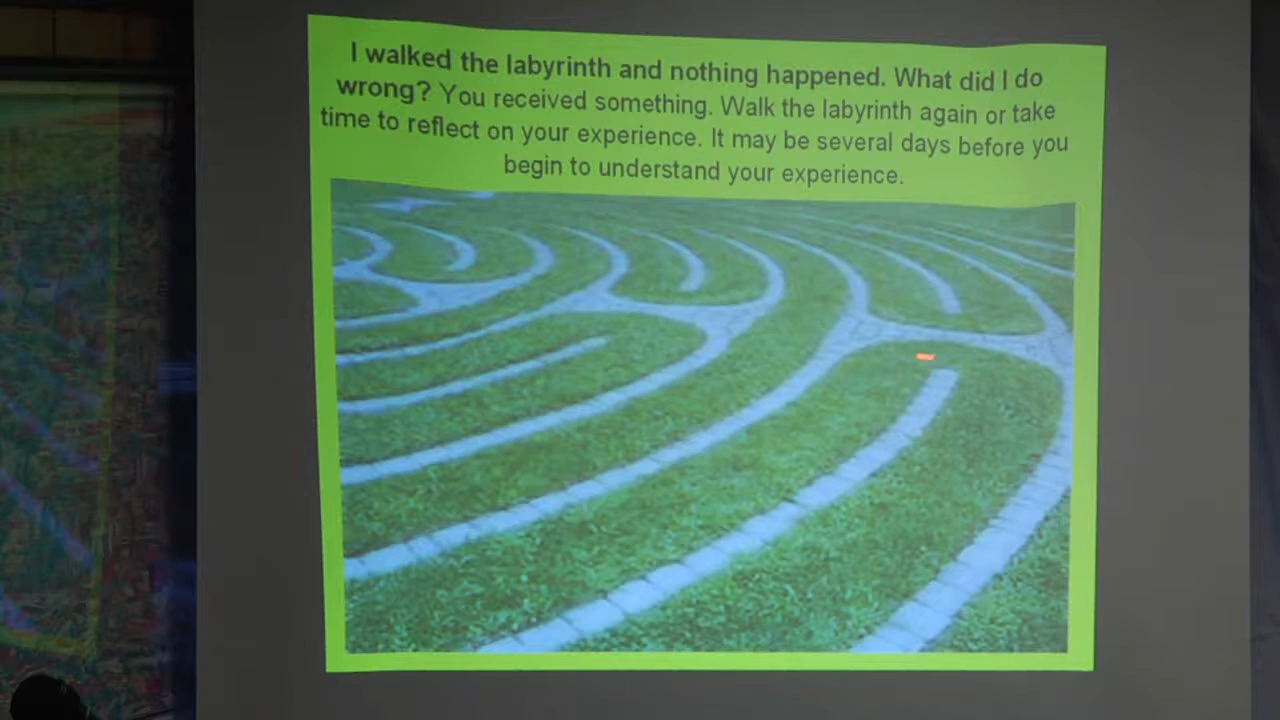 I walked the labyrinth and nothing happened. What did I do
wrong? You received something. Walk the labyrinth again or take
time to reflect on your experience. It may be several days before you
begin to understand your experience.